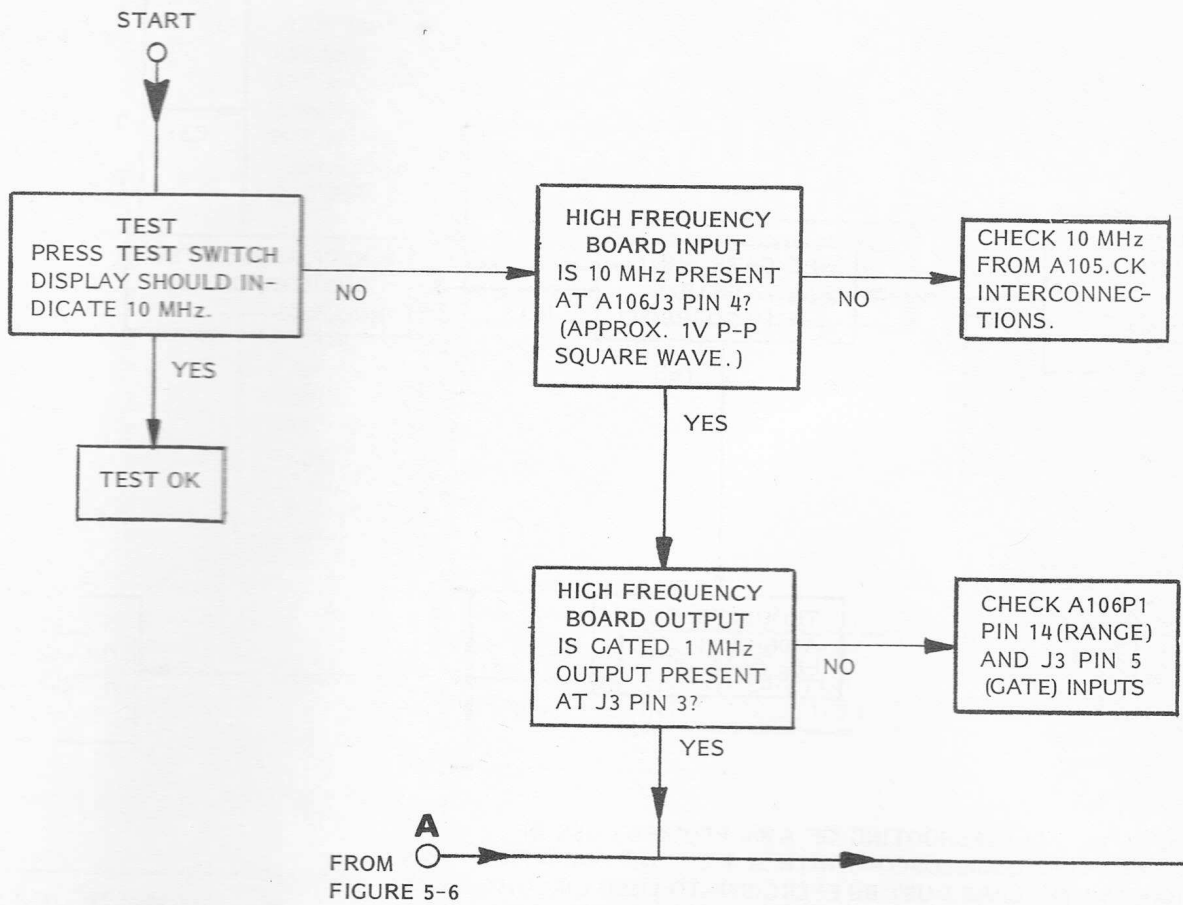 START
TEST
PRESS TEST SWITCH
DISPLAY SHOULD IN-
DICATE 10 MHz.
NO
YES
TEST OK
HIGH FREQUENCY
BOARD INPUT
IS 10 MHz PRESENT
AT A106J3 PIN 4?
(APPROX. 1V P-P
SQUARE WAVE.)
NO
CHECK 10 MHz
FROM A105.CK
INTERCONNEC-
TIONS.
YES
HIGH FREQUENCY
BOARD OUTPUT
IS GATED 1 MHz
OUTPUT PRESENT
AT J3 PIN 3?
NO
CHECK A106P1
PIN 14(RANGE)
AND J3 PIN 5
(GATE) INPUTS
YES
A
FROM
FIGURE 5-6